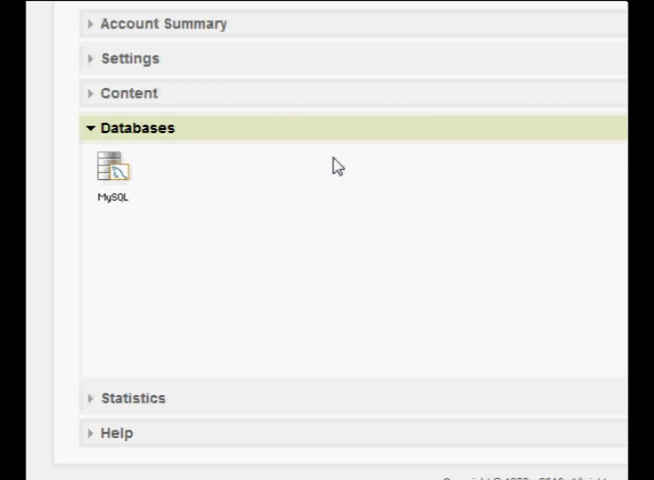 Account Summary
Settings
Content
Databases
MySQL
Statistics
Help